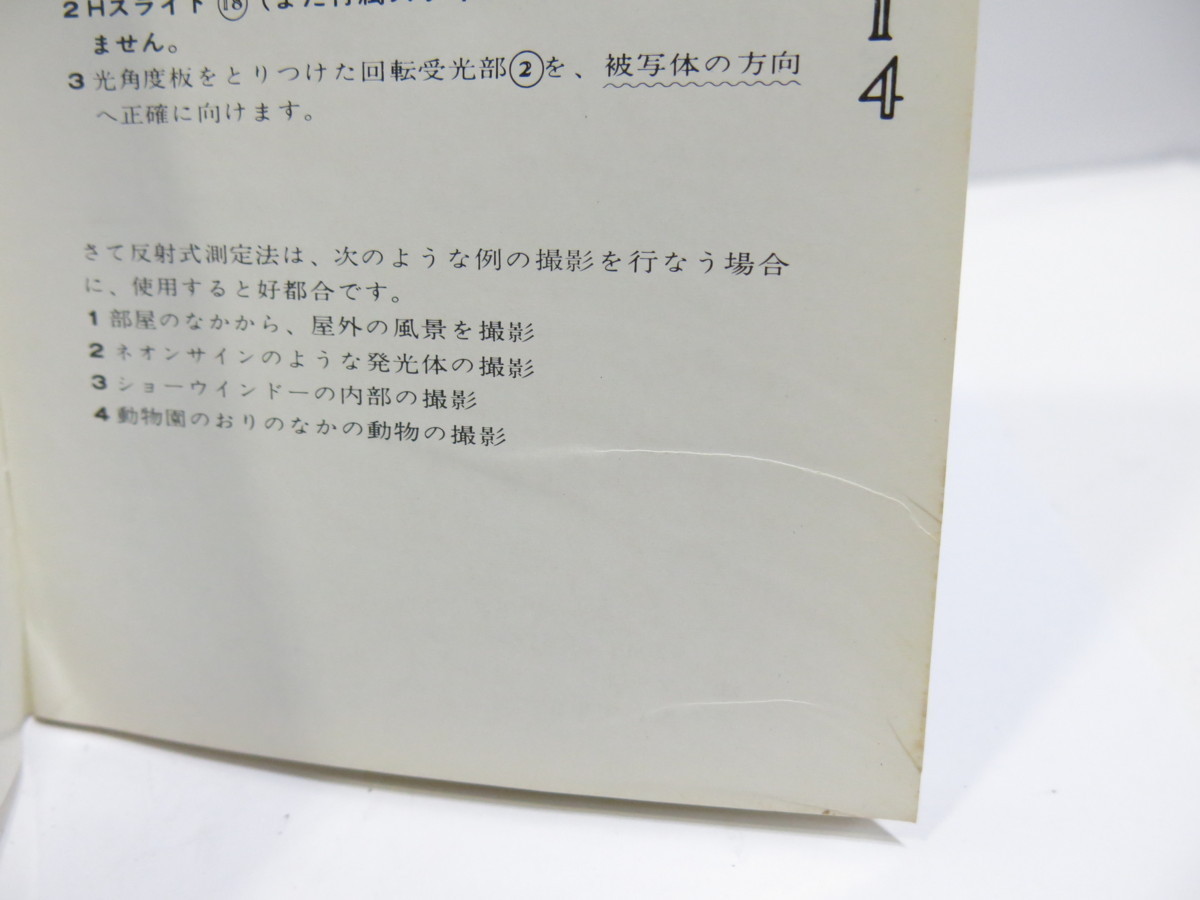 2 Hスライド⑱(また付属
ません。
3 光角度板をとりつけた回転受光部②を、被写体の方向
へ正確に向けます。
14
さて反射式測定法は、次のような例の撮影を行なう場合
に、使用すると好都合です。
1 部屋のなかから、屋外の風景を撮影
2 ネオンサインのような発光体の撮影
3 ショーウインドーの内部の撮影
4 動物園のおりのなかの動物の撮影